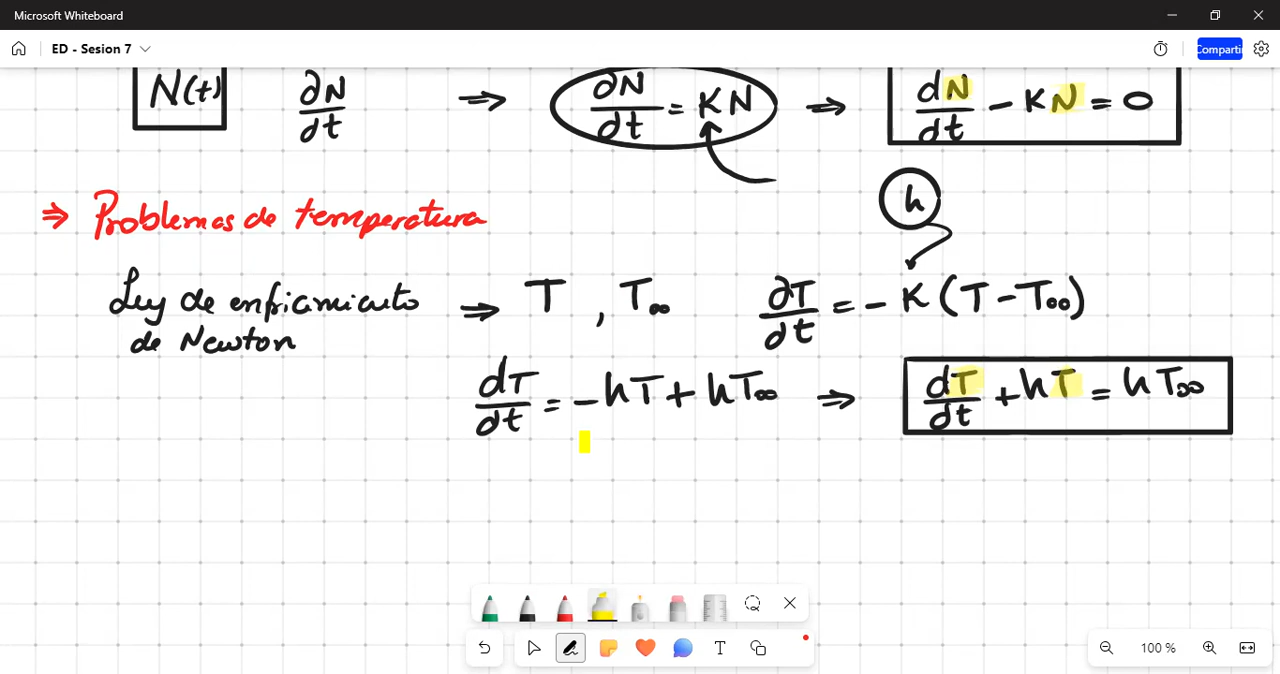 Microsoft Whiteboard
ED - Sesion 7
Comparti
N(t) ∂N/∂t ⇒ ∂N/∂t = KN ⇒ dN/dt - KN = 0
⇒ Problemas de temperatura
h
Ley de enfriamiento ⇒ T , T∞ ∂T/∂t = - K (T - T∞)
de Newton
dT/dt = - hT + hT∞ ⇒ dT/dt + hT = hT∞
T
100 %